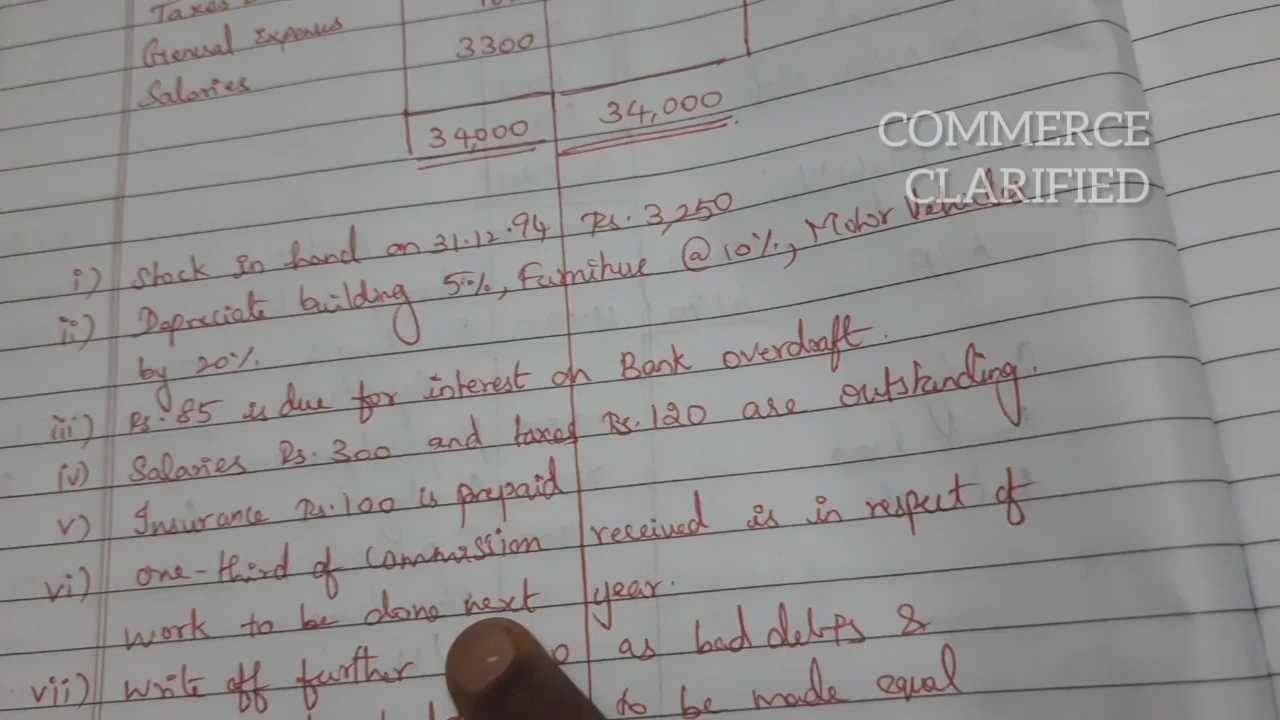 Taxes
General Expenses 3300
Salaries
34,000 34,000
COMMERCE
CLARIFIED
i) Stock in hand on 31.12.94 Rs. 3,250
ii) Depreciate building 5%, Furniture @ 10%, Motor Vehicles
by 20%.
iii) Rs. 85 is due for interest on Bank overdraft.
iv) Salaries Rs. 300 and taxes Rs. 120 are outstanding.
v) Insurance Rs. 100 is prepaid
vi) one-third of Commission received is in respect of
work to be done next year.
vii) write off further as bad debts &
to be made equal